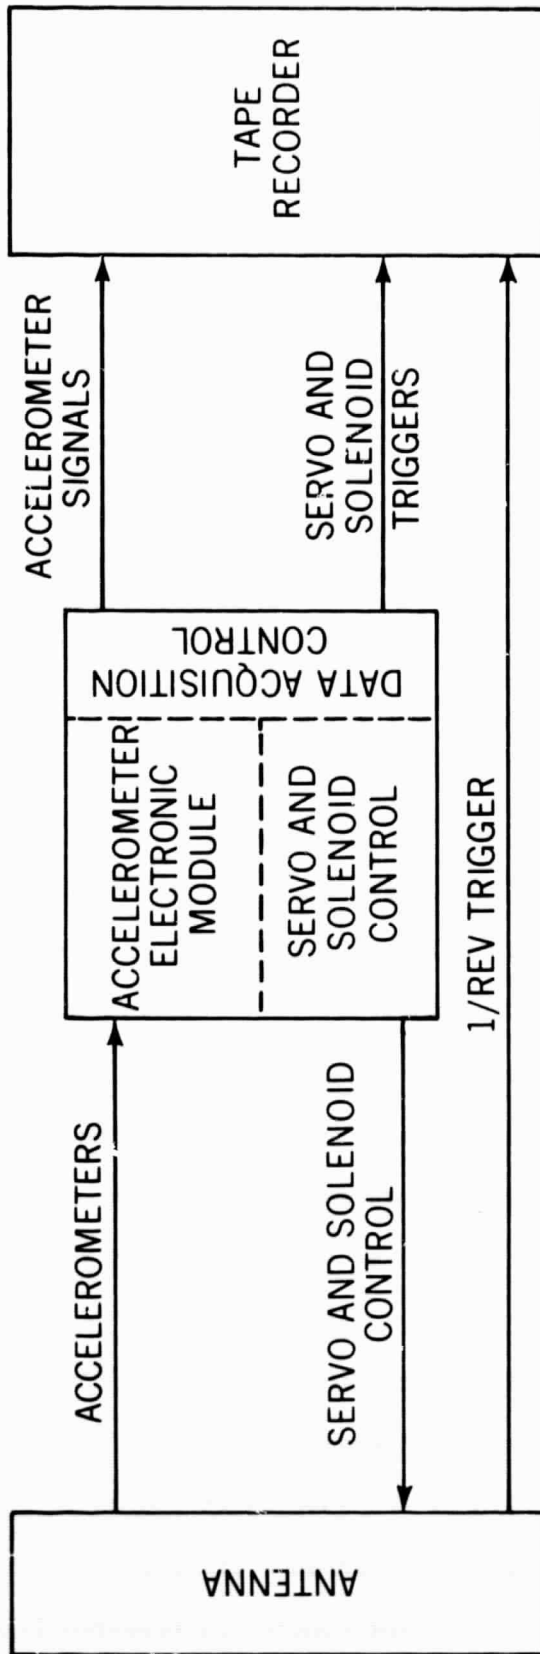 ANTENNA
ACCELEROMETERS
SERVO AND SOLENOID
CONTROL
ACCELEROMETER
ELECTRONIC
MODULE
SERVO AND
SOLENOID
CONTROL
DATA ACQUISITION
CONTROL
1/REV TRIGGER
ACCELEROMETER
SIGNALS
SERVO AND
SOLENOID
TRIGGERS
TAPE
RECORDER